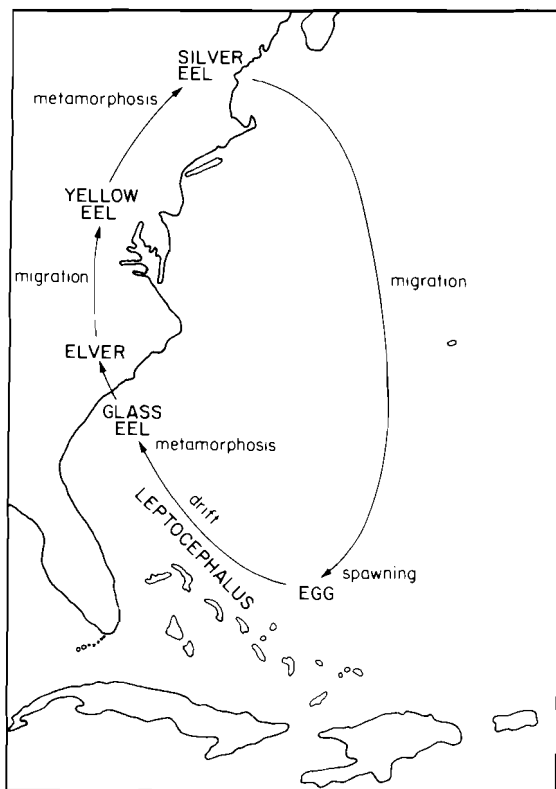 SILVER
EEL
metamorphosis
YELLOW
EEL
migration
migration
ELVER
GLASS
EEL
metamorphosis
drift
LEPTOCEPHALUS
spawning
EGG